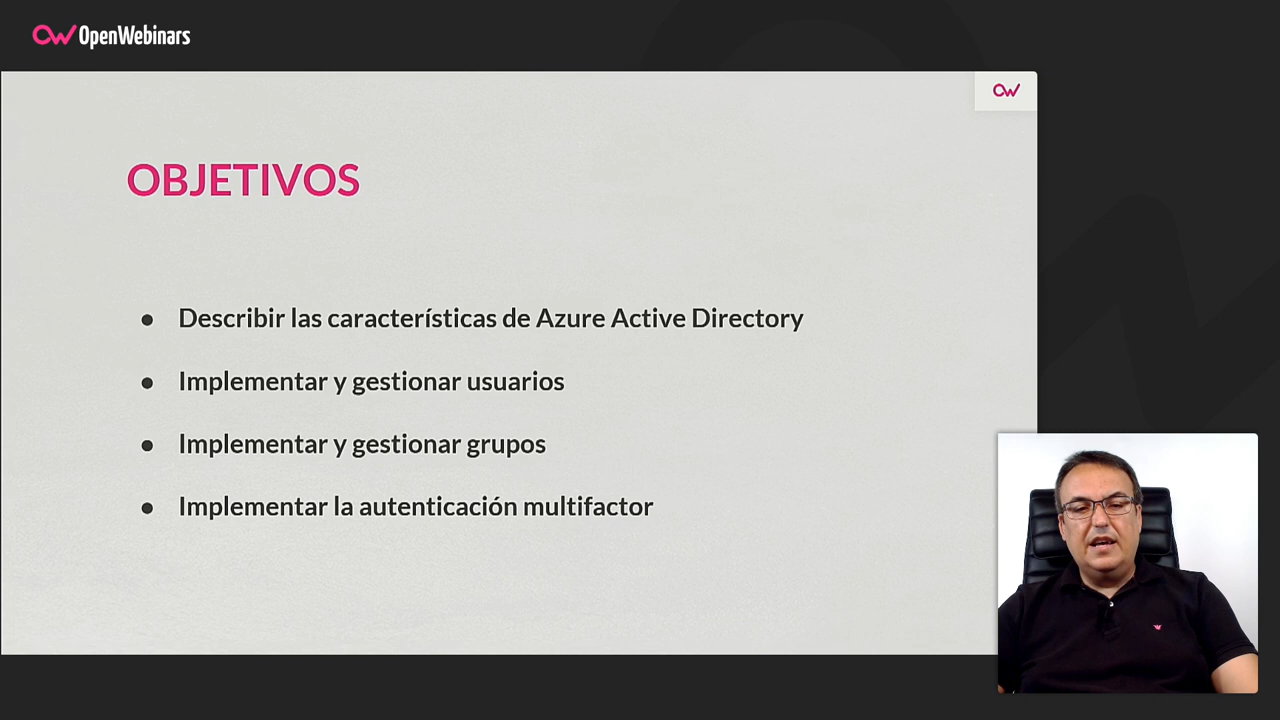 OpenWebinars
OBJETIVOS
● Describir las características de Azure Active Directory
● Implementar y gestionar usuarios
● Implementar y gestionar grupos
● Implementar la autenticación multifactor